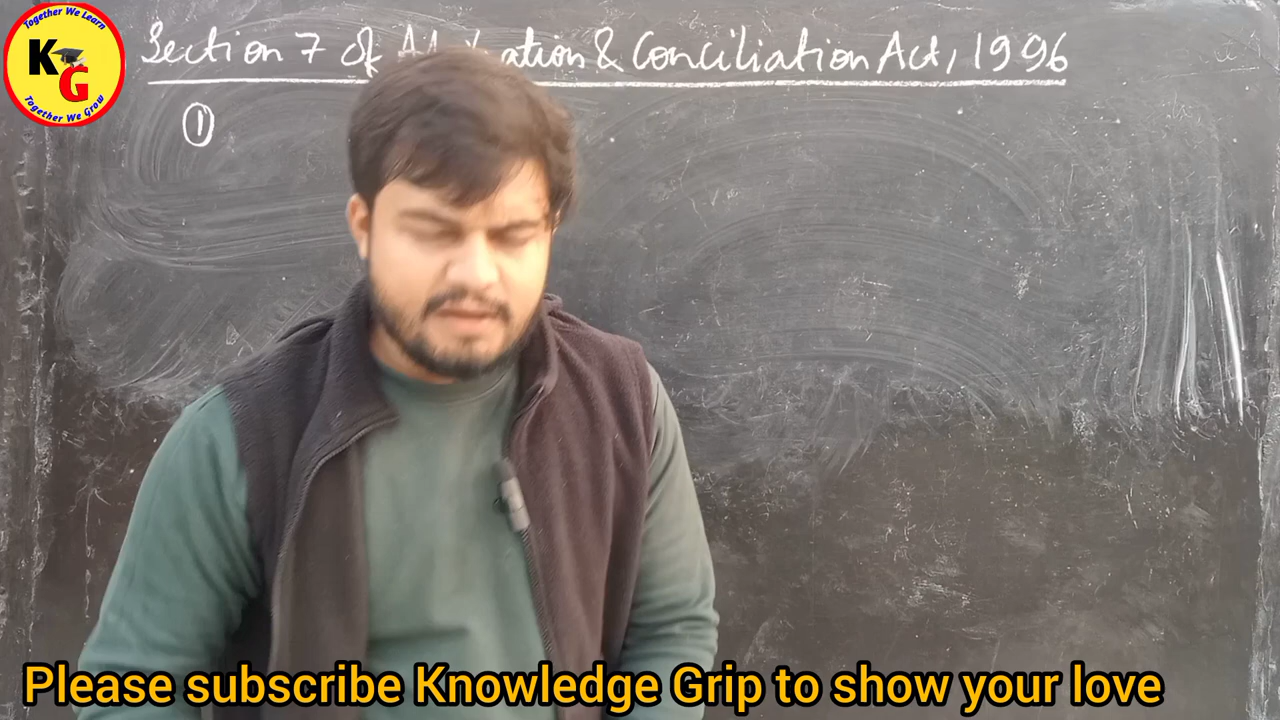 Together We Learn
KG
Together We Grow
Section 7 of & Conciliation Act, 1996
①
Please subscribe Knowledge Grip to show your love